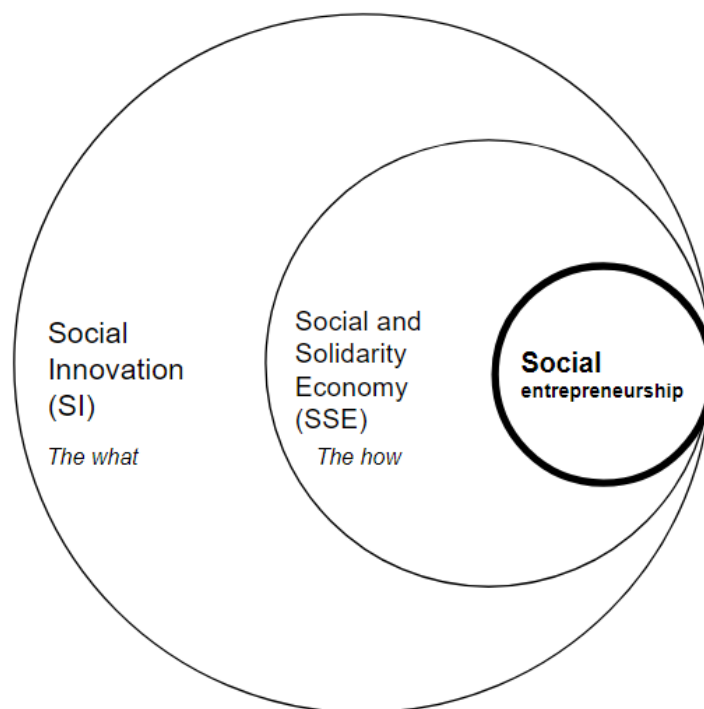 Social
Innovation
(SI)
The what
Social and
Solidarity
Economy
(SSE)
The how
Social
entrepreneurship